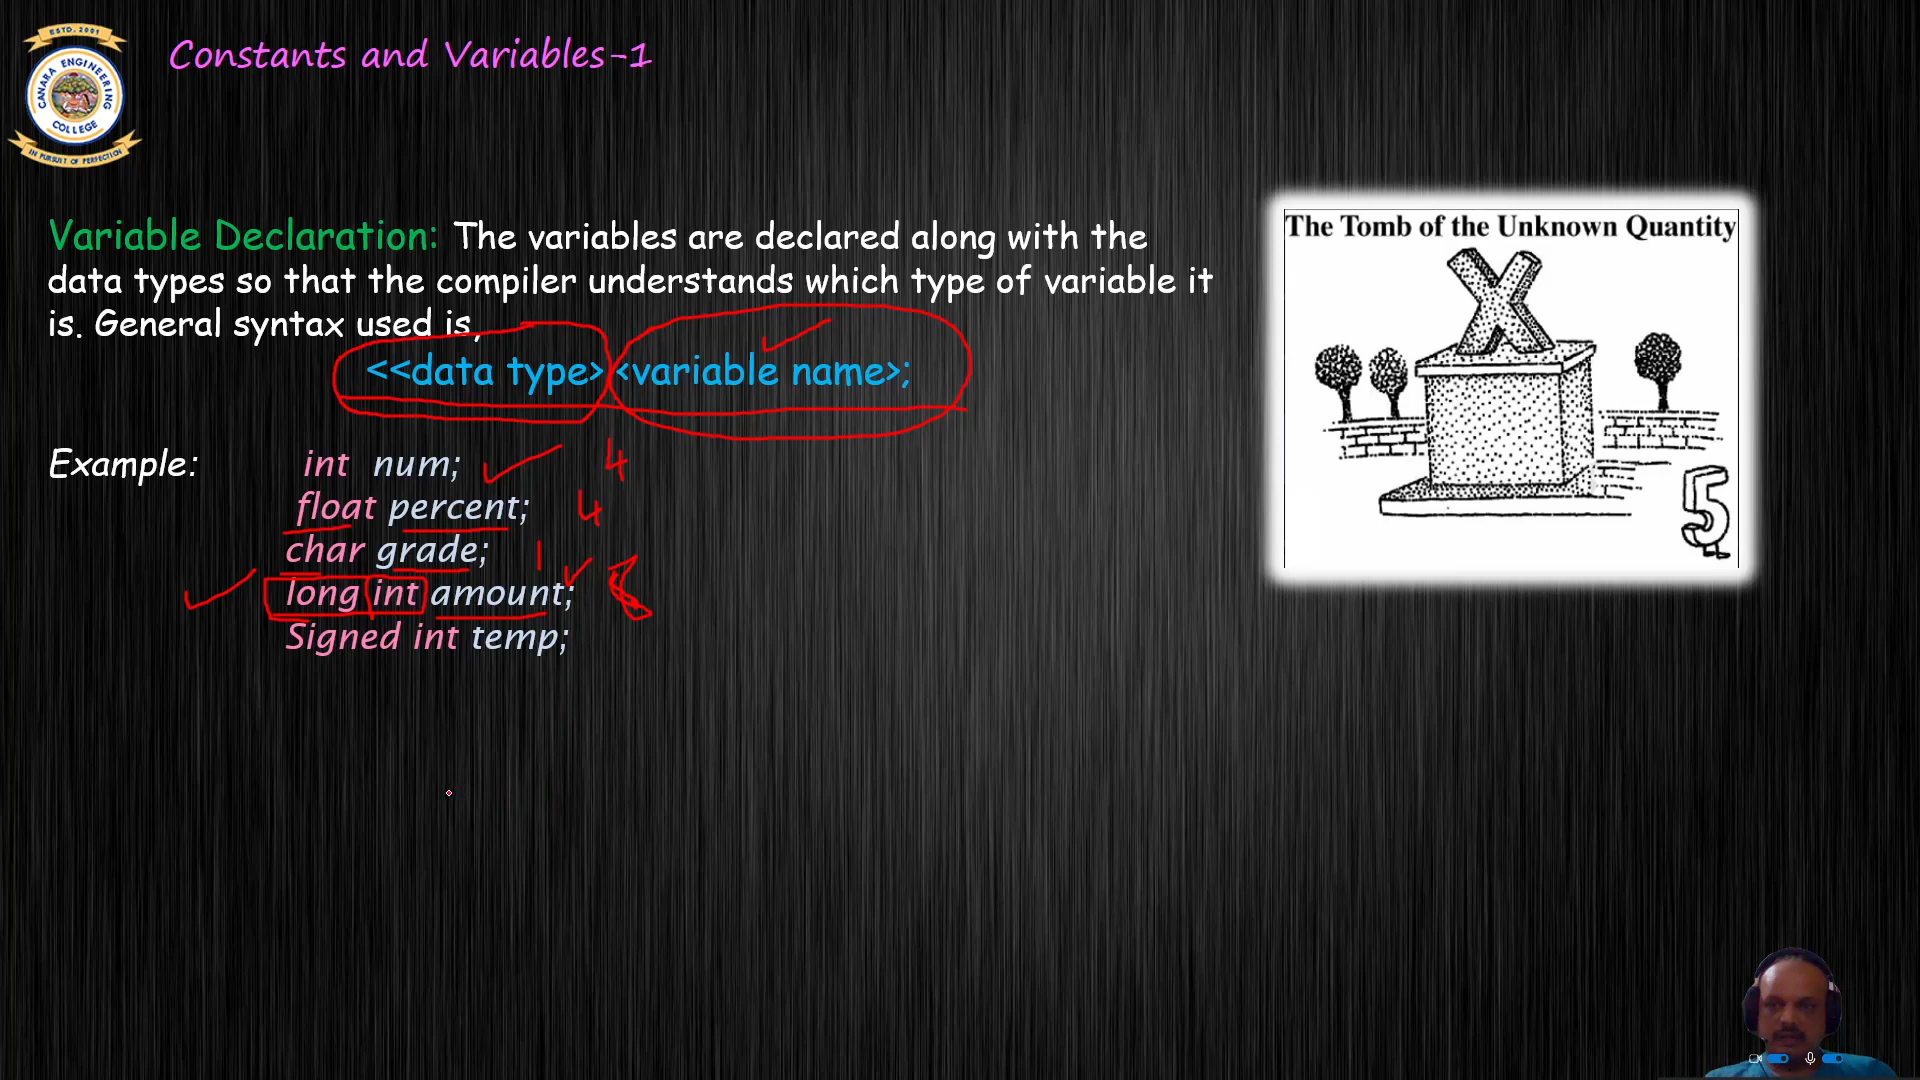 ESTD. 2001
CANARA ENGINEERING
COLLEGE
IN PURSUIT OF PERFECTION
Constants and Variables-1
Variable Declaration: The variables are declared along with the
data types so that the compiler understands which type of variable it
is. General syntax used is,
<<data type> <variable name>;
Example: int num; 4
float percent; 4
char grade; 1
long int amount; 8
Signed int temp;
The Tomb of the Unknown Quantity
X
5